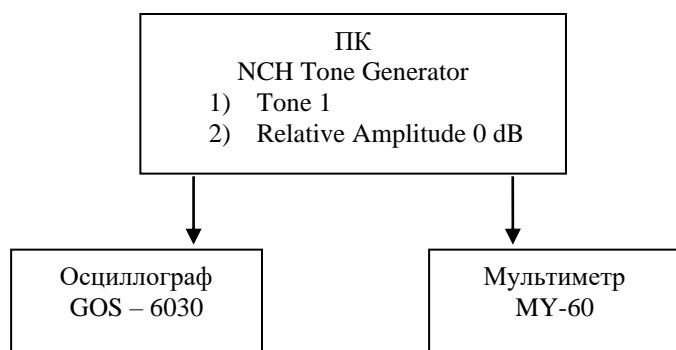 ПК
NCH Tone Generator
1) Tone 1
2) Relative Amplitude 0 dB
Осциллограф
GOS – 6030
Мультиметр
MY-60